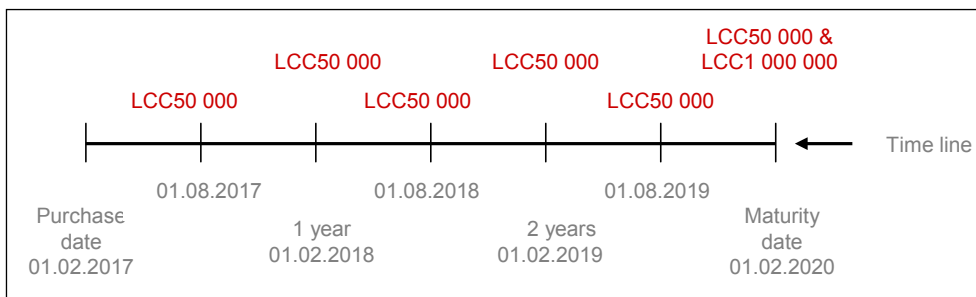 LCC50 000 &
LCC1 000 000
LCC50 000
LCC50 000
LCC50 000
LCC50 000
LCC50 000
Time line
01.08.2017
01.08.2018
01.08.2019
Purchase
date
01.02.2017
1 year
01.02.2018
2 years
01.02.2019
Maturity
date
01.02.2020